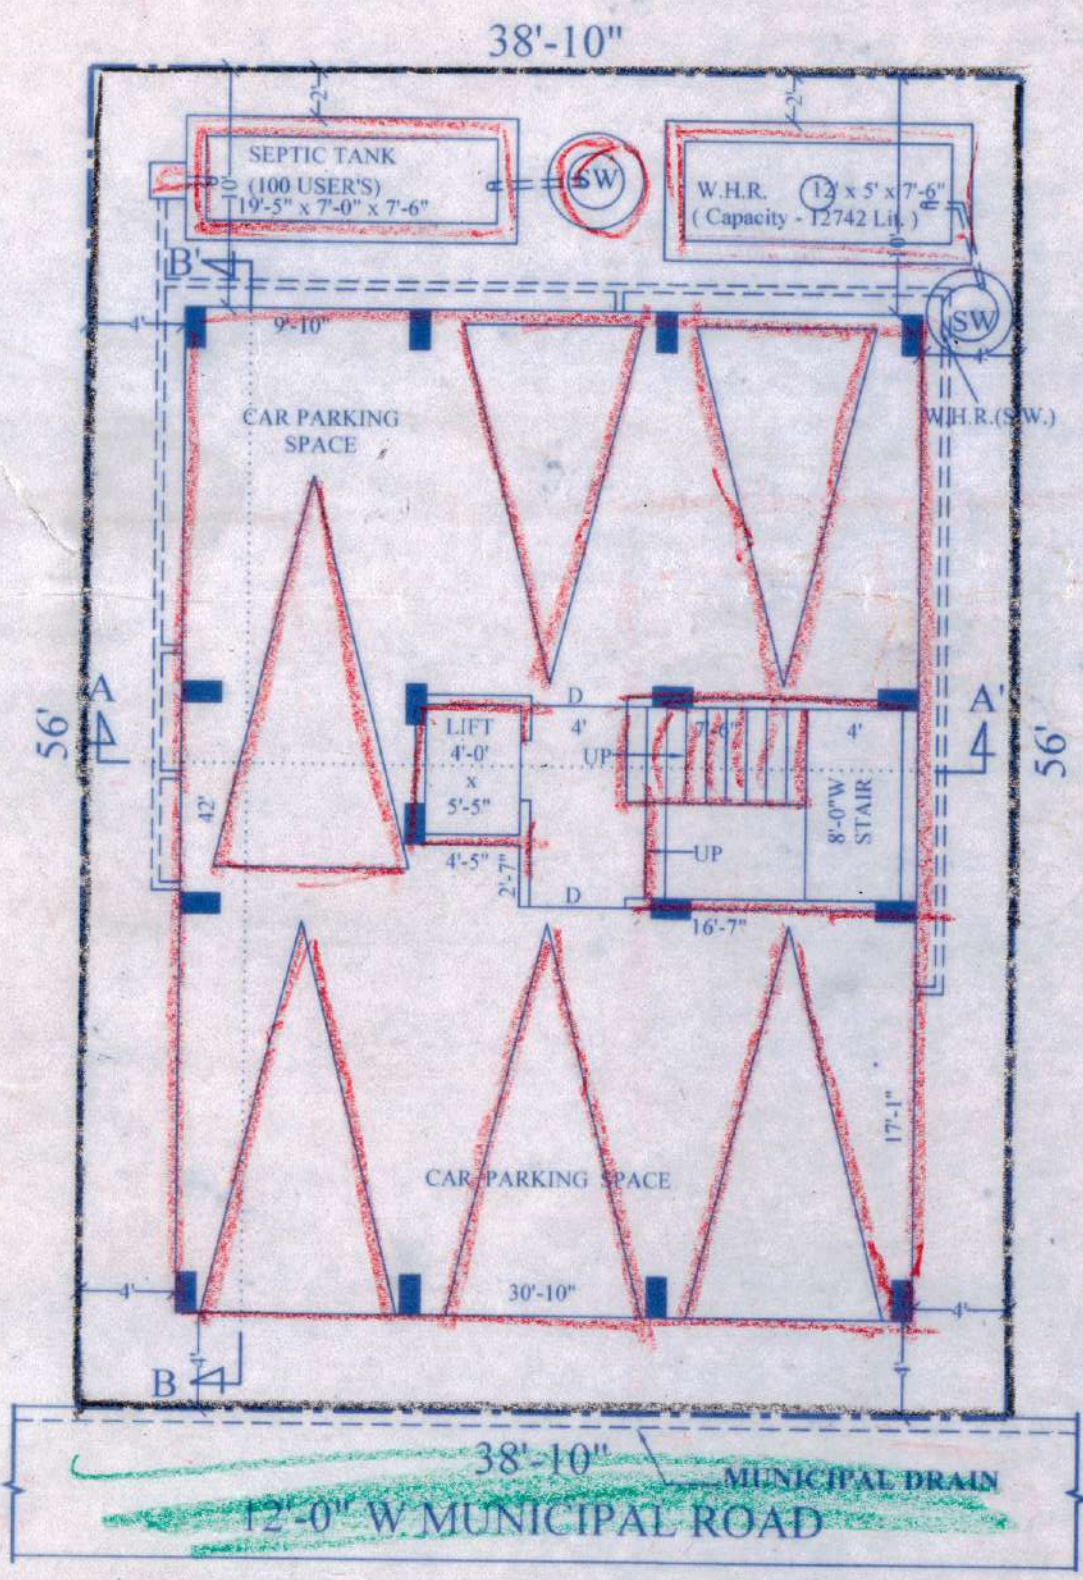 38'-10"
2'
2'
SEPTIC TANK
(100 USER'S)
19'-5" x 7'-0" x 7'-6"
SW
W.H.R. 12' x 5' x 7'-6"
( Capacity - 12742 Lit. )
B'
4'
9'-10"
SW
4'
W.H.R.(S.W.)
CAR PARKING
SPACE
A
A'
56'
56'
D
LIFT
4'-0'
x
5'-5"
4'
UP
7'-6"
4'
42'
8'-0"W
STAIR
4'-5"
2'-7"
UP
D
16'-7"
17'-1"
CAR PARKING SPACE
4'
30'-10"
4'
B
4'
4'
38'-10"
MUNICIPAL DRAIN
12'-0" W MUNICIPAL ROAD